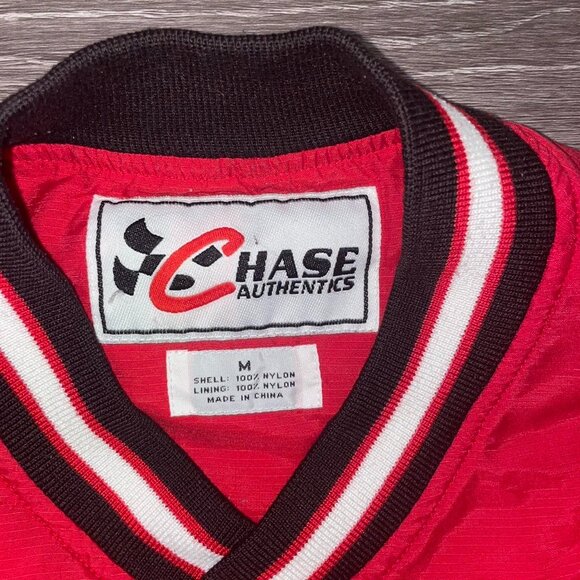 CHASE
AUTHENTICS
M
SHELL: 100% NYLON
LINING: 100% NYLON
MADE IN CHINA